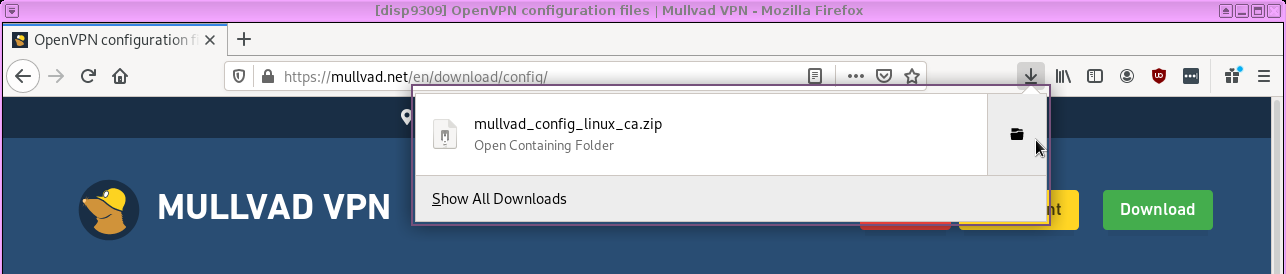 [disp9309] OpenVPN configuration files | Mullvad VPN - Mozilla Firefox
OpenVPN configuration f
https://mullvad.net/en/download/config/
mullvad_config_linux_ca.zip
Open Containing Folder
Show All Downloads
MULLVAD VPN
nt
Download